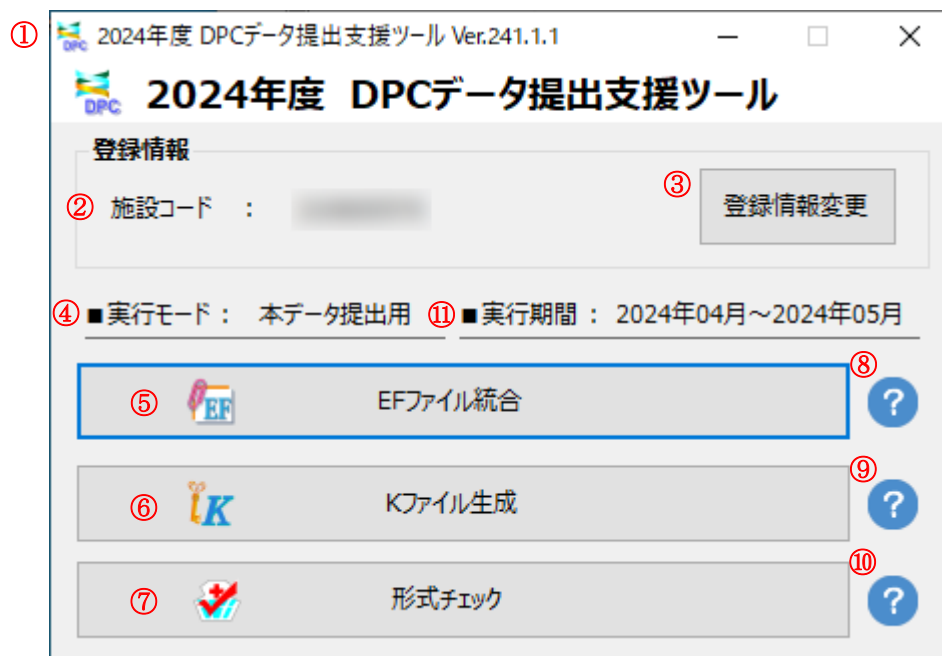 ① DPC 2024年度 DPCデータ提出支援ツール Ver.241.1.1
DPC 2024年度 DPCデータ提出支援ツール
登録情報
② 施設コード :
③ 登録情報変更
④ ■実行モード: 本データ提出用 ⑪ ■実行期間: 2024年04月~2024年05月
⑤ EF EFファイル統合 ⑧ ?
⑥ K Kファイル生成 ⑨ ?
⑦ 形式チェック ⑩ ?